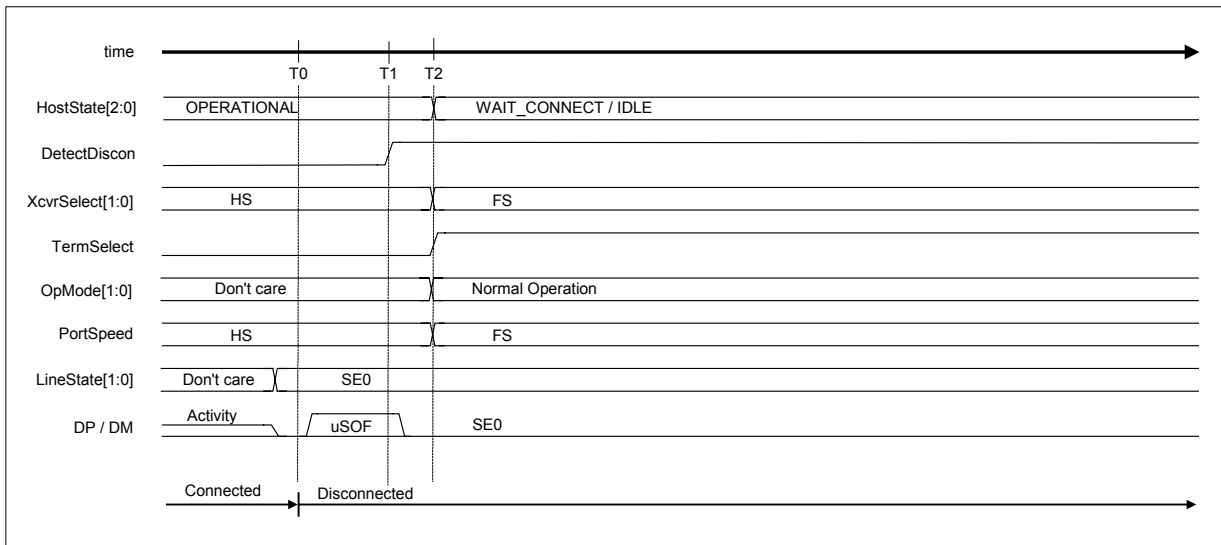 time
T0 T1 T2
HostState[2:0] OPERATIONAL WAIT_CONNECT / IDLE
DetectDiscon
XcvrSelect[1:0] HS FS
TermSelect
OpMode[1:0] Don't care Normal Operation
PortSpeed HS FS
LineState[1:0] Don't care SE0
DP / DM Activity uSOF SE0
Connected Disconnected